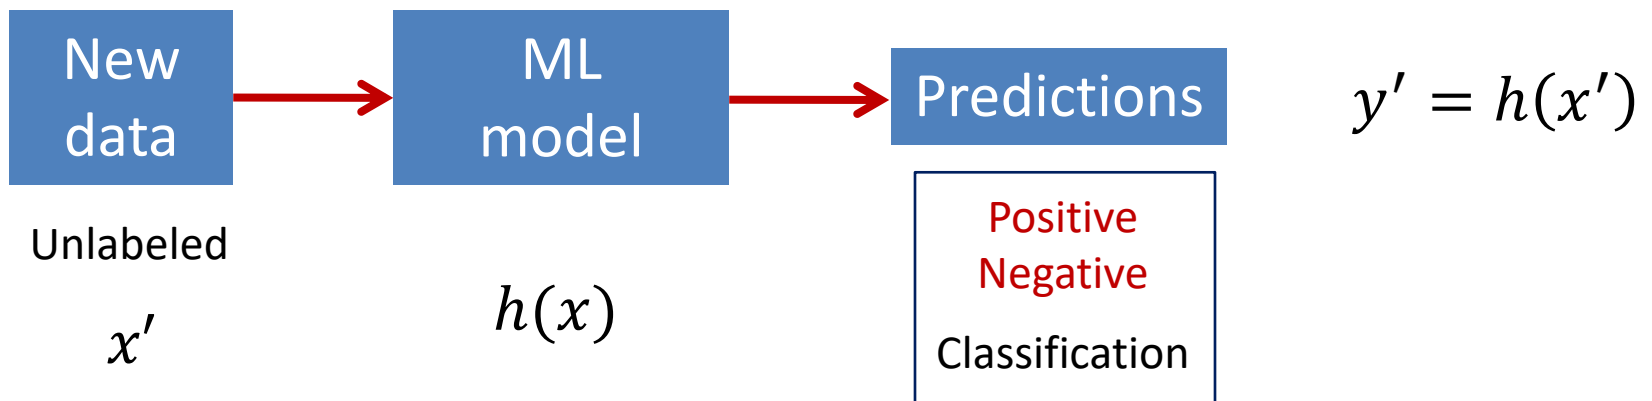 New
data
ML
model
Predictions
y′ = h(x′)
Unlabeled
x′
h(x)
Positive
Negative
Classification